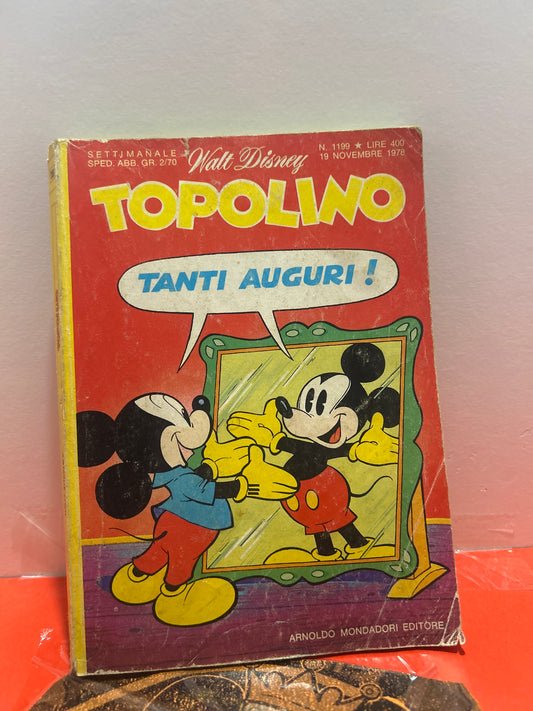 SETTIMANALE
SPED. ABB. GR. 2/70
Walt Disney
N. 1199 ★ LIRE 400
19 NOVEMBRE 1978
TOPOLINO
TANTI AUGURI!
ARNOLDO MONDADORI EDITORE